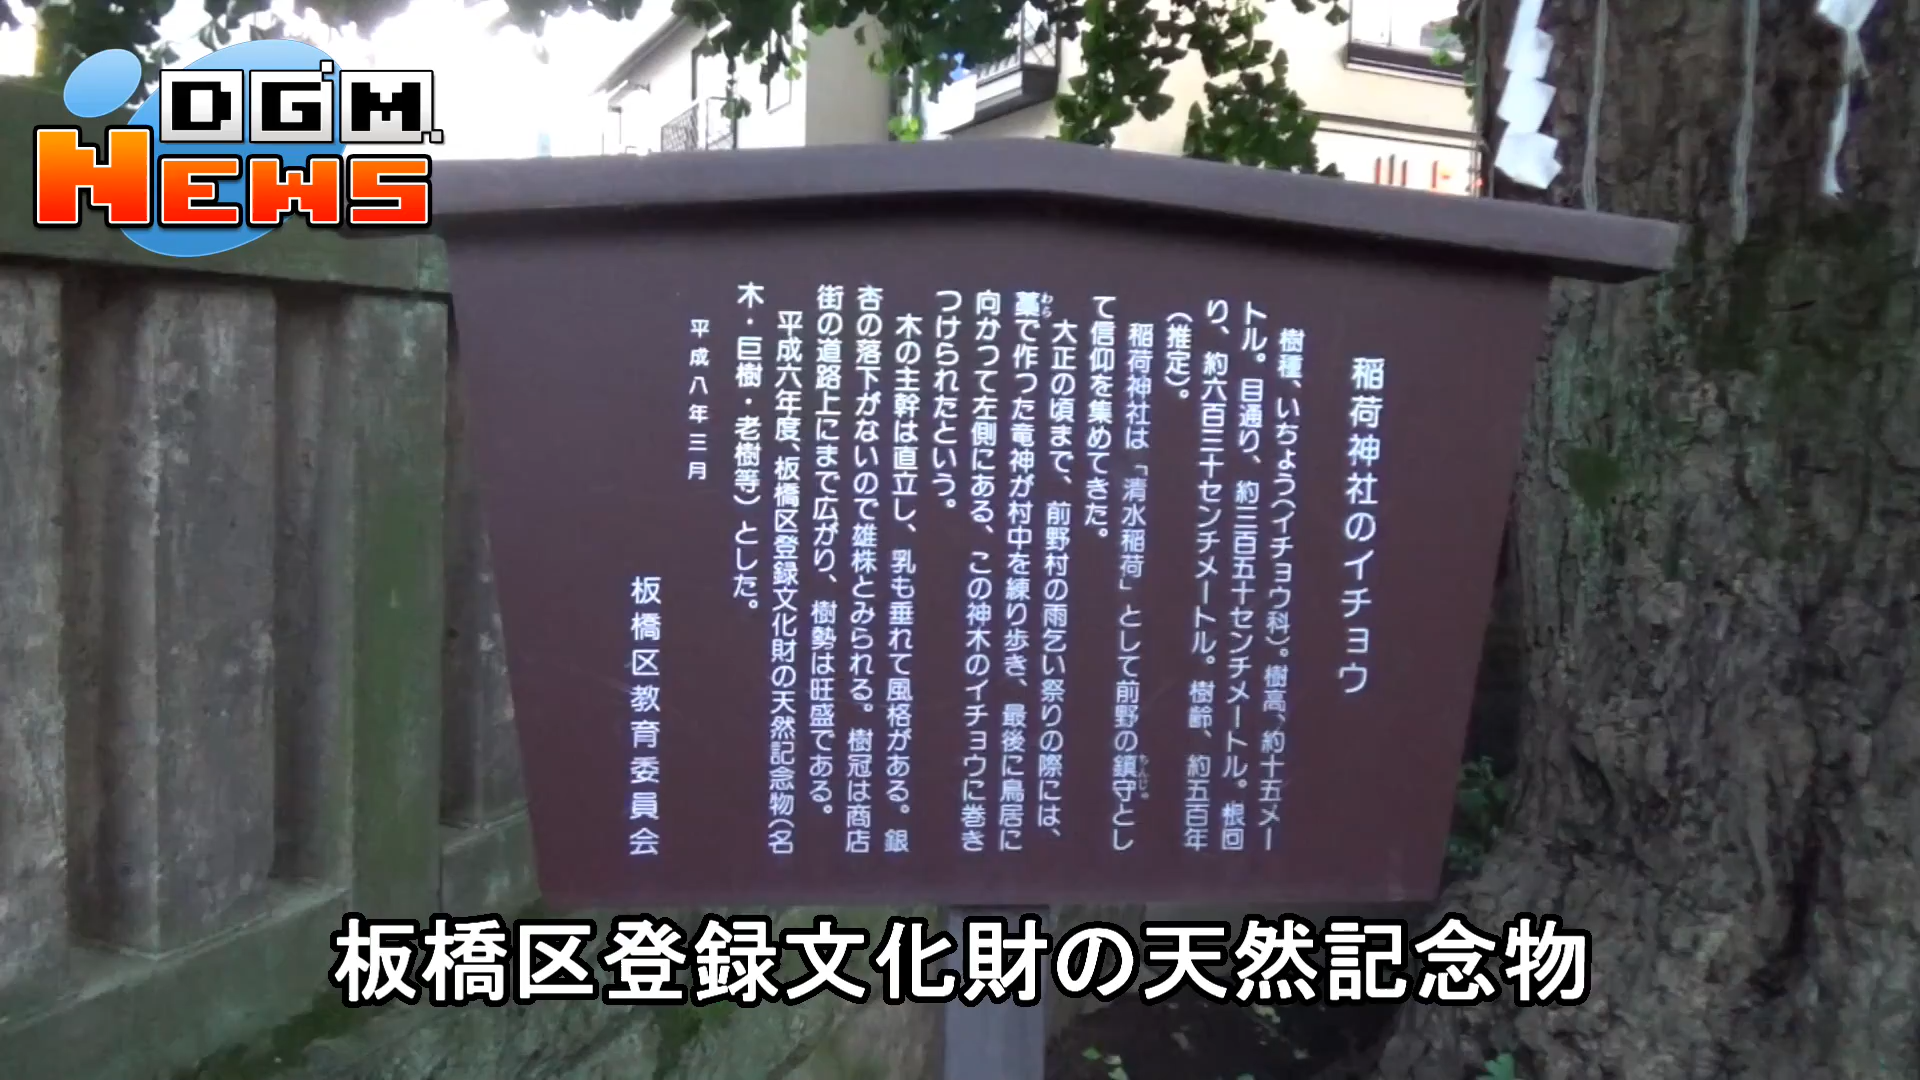 DGM.
NEWS
稲荷神社のイチョウ
樹種、いちょう(イチョウ科)。樹高、約十五メー
トル。目通り、約三百五十センチメートル。根回
り、約六百三十センチメートル。樹齢、約五百年
(推定)。
稲荷神社は「清水稲荷」として前野の鎮守とし
て信仰を集めてきた。
大正の頃まで、前野村の雨乞い祭りの際には、
わら
藁で作った竜神が村中を練り歩き、最後に鳥居に
向かって左側にある、この神木のイチョウに巻き
つけられたという。
木の主幹は直立し、乳も垂れて風格がある。銀
杏の落下がないので雄株とみられる。樹冠は商店
街の道路上にまで広がり、樹勢は旺盛である。
平成六年度、板橋区登録文化財の天然記念物(名
木・巨樹・老樹等)とした。
平成八年三月
板橋区教育委員会
板橋区登録文化財の天然記念物